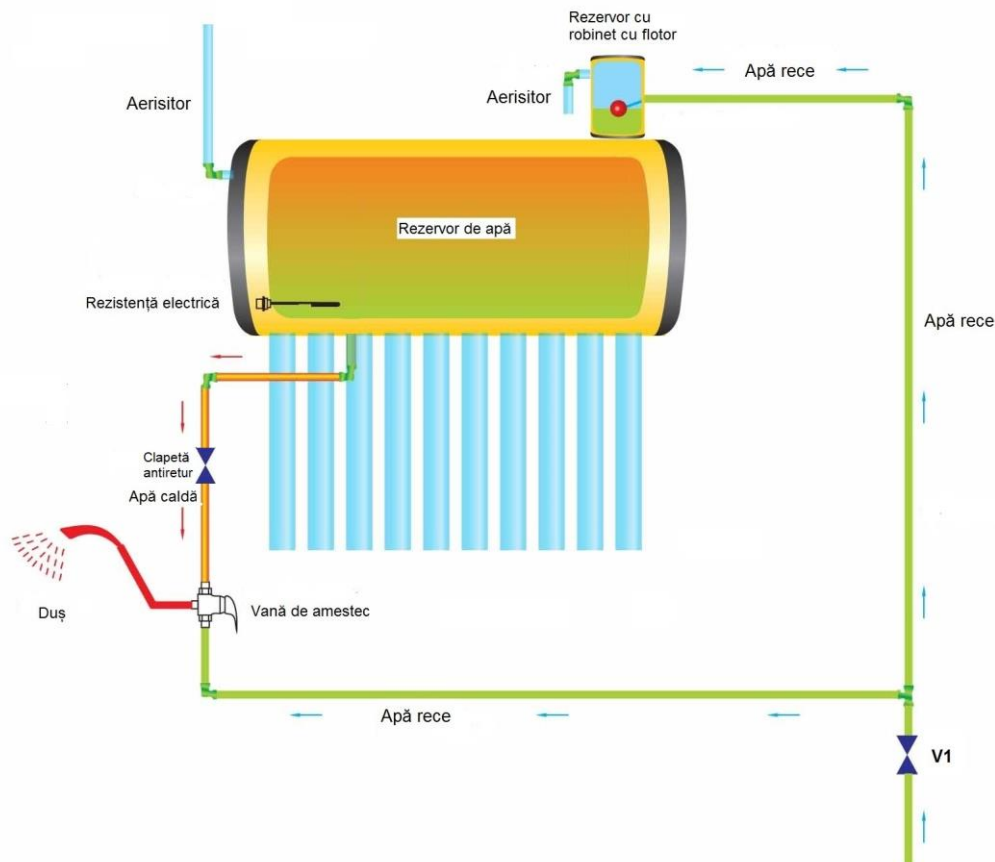 Rezervor cu
robinet cu flotor
Apă rece
Aerisitor
Aerisitor
Rezervor de apă
Rezistență electrică
Apă rece
Clapetă
antiretur
Apă caldă
Duș
Vană de amestec
Apă rece
V1